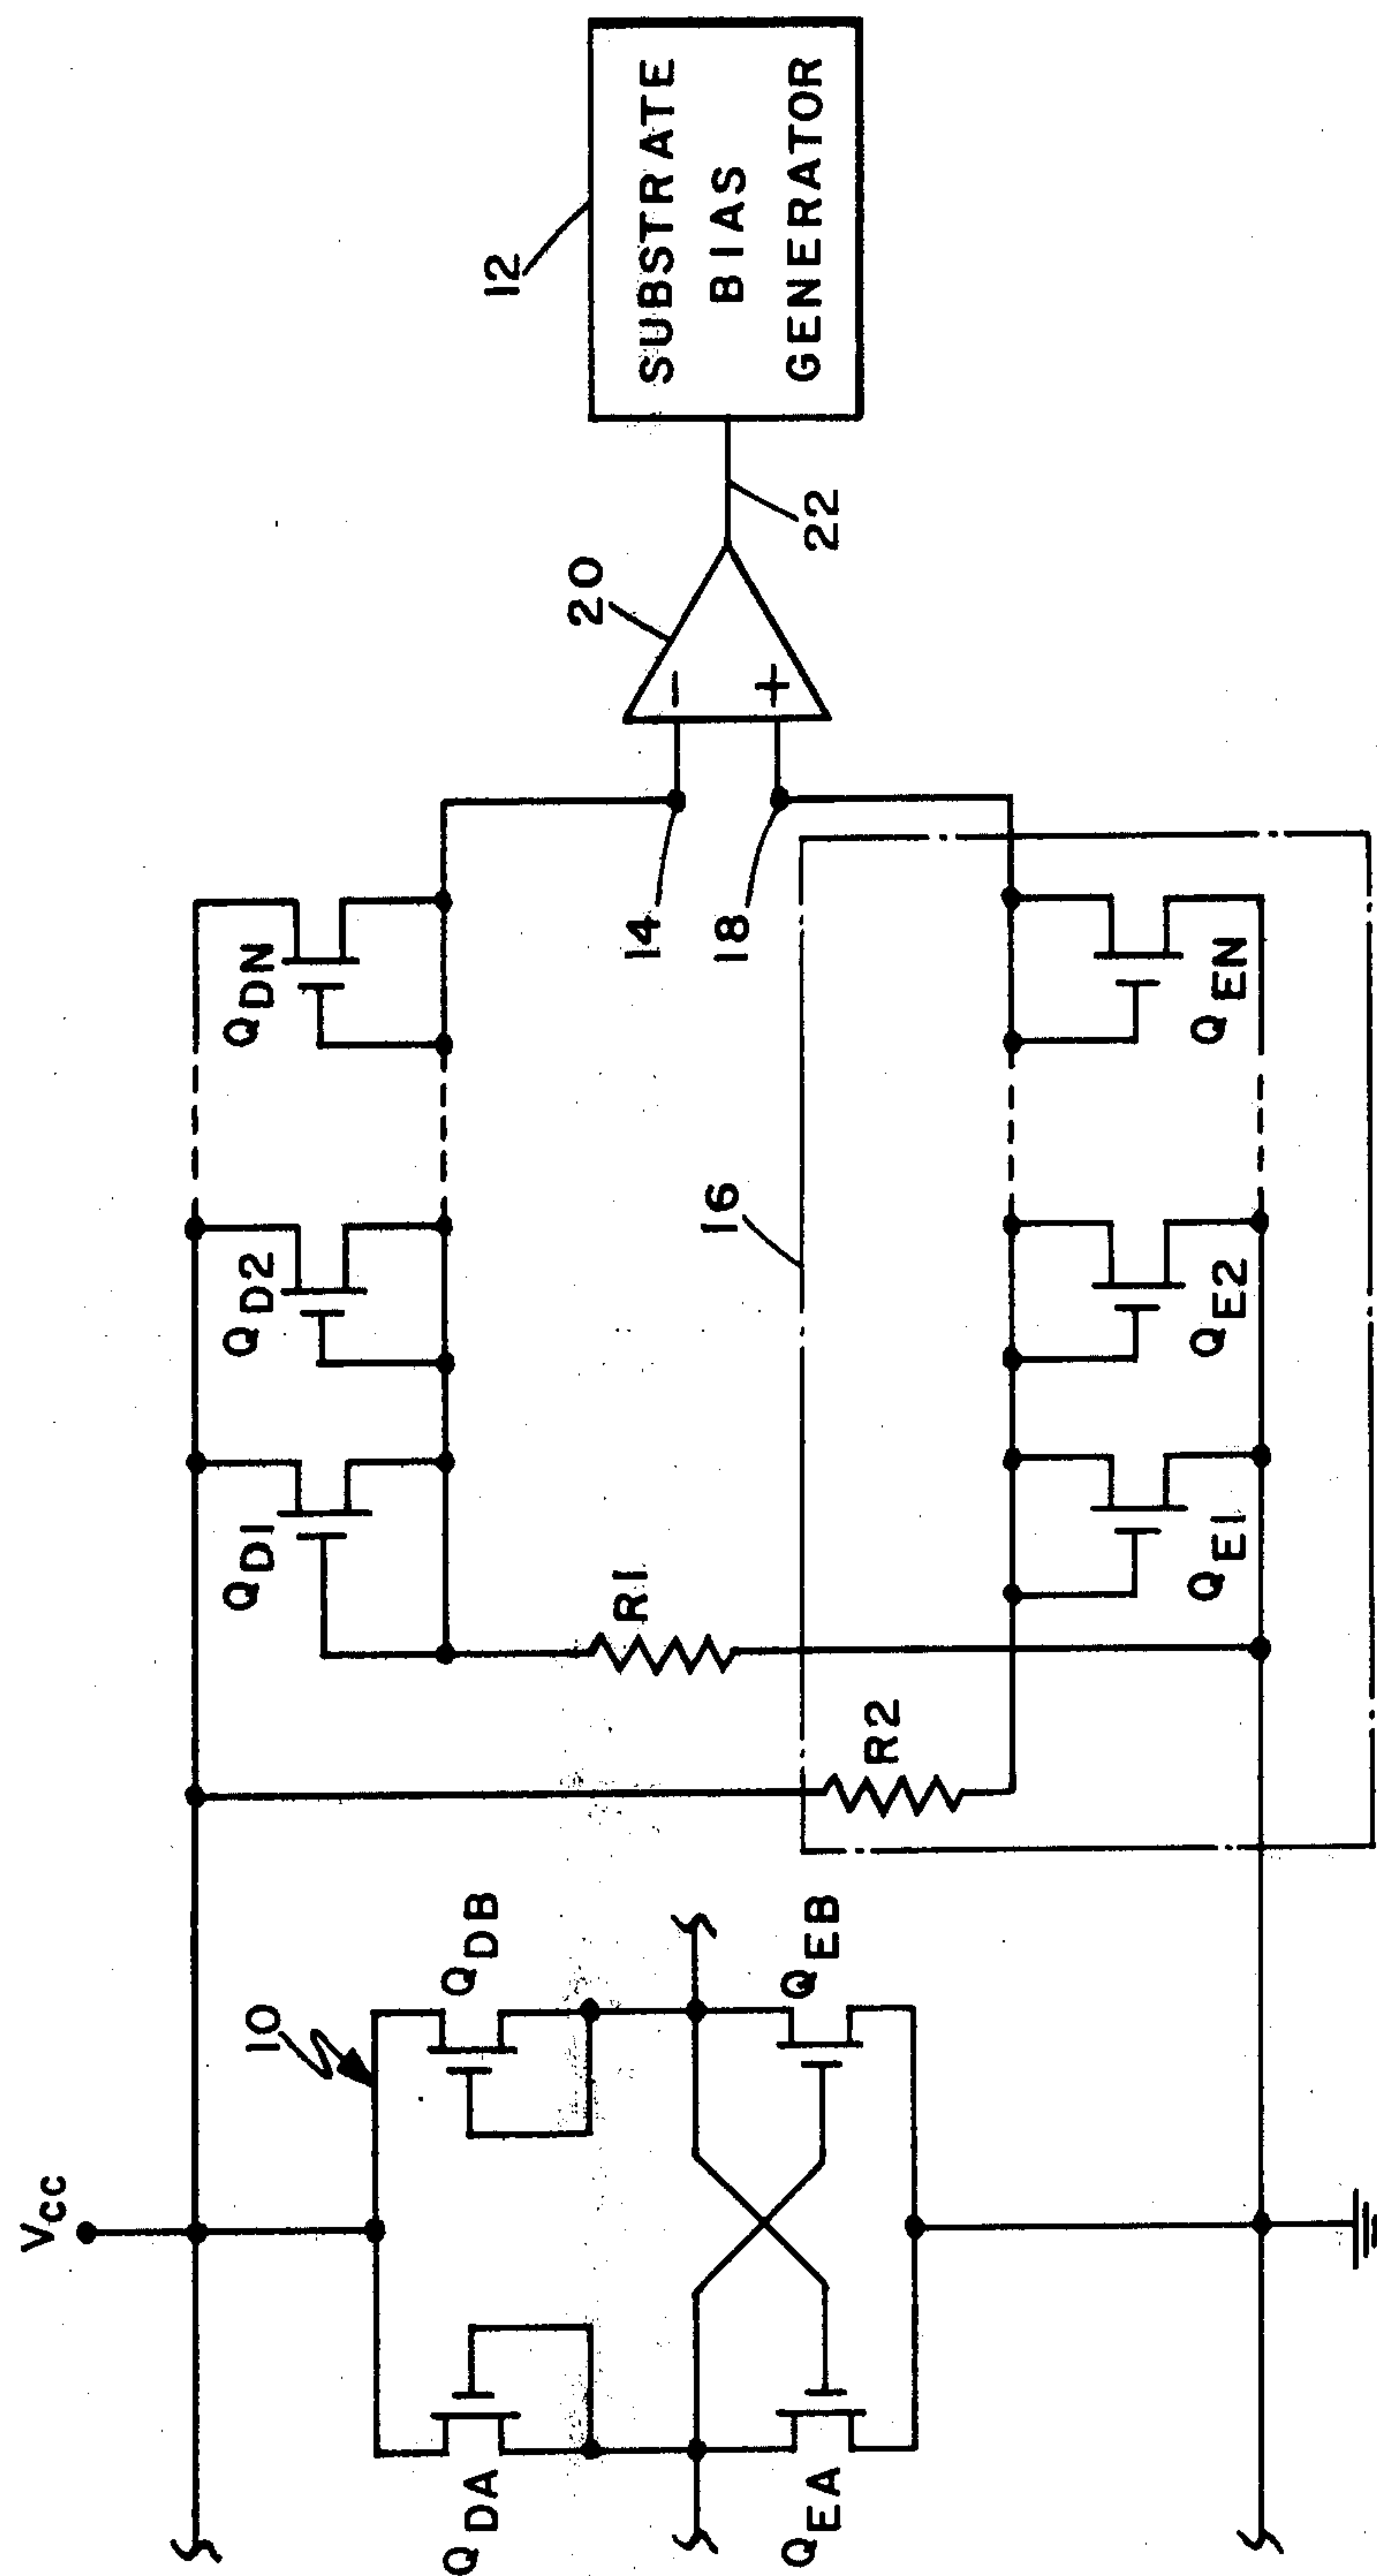 VCC
10
QDA
QDB
QEA
QEB
R2
R1
QD1
QD2
QDN
16
QE1
QE2
QEN
14
18
20
-
+
22
12
SUBSTRATE
BIAS
GENERATOR